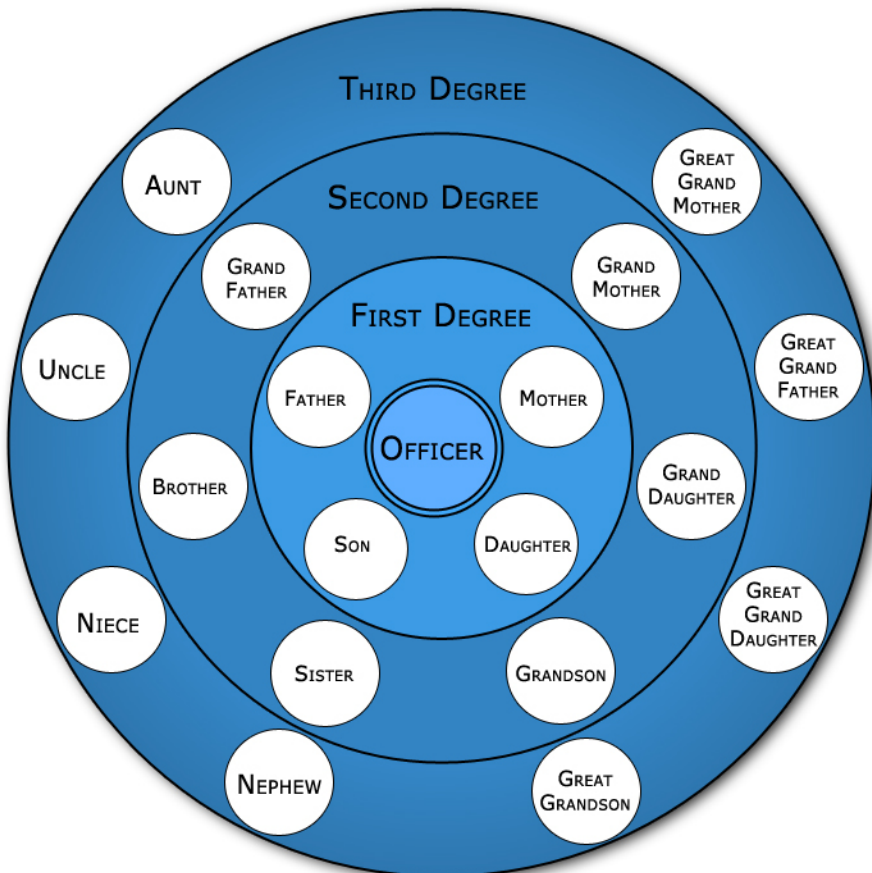 Third Degree
Aunt
Great
Grand
Mother
Second Degree
Grand
Father
Grand
Mother
First Degree
Uncle
Great
Grand
Father
Father
Mother
Officer
Brother
Grand
Daughter
Son
Daughter
Niece
Great
Grand
Daughter
Sister
Grandson
Nephew
Great
Grandson